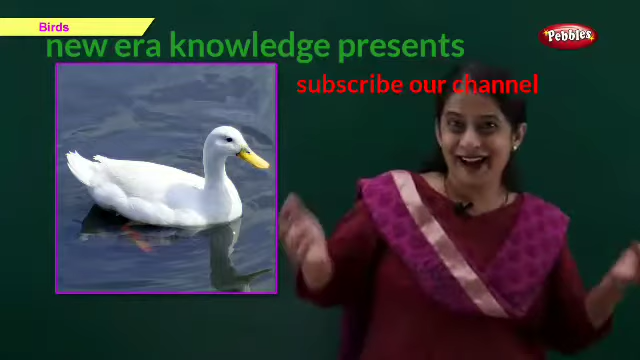 Birds
new era knowledge presents
Pebbles
subscribe our channel